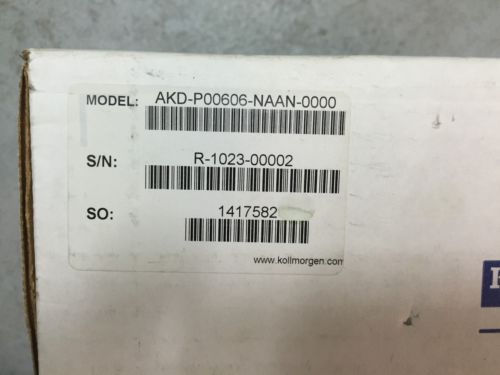 MODEL: AKD-P00606-NAAN-0000
S/N: R-1023-00002
SO: 1417582
www.kollmorgen.com